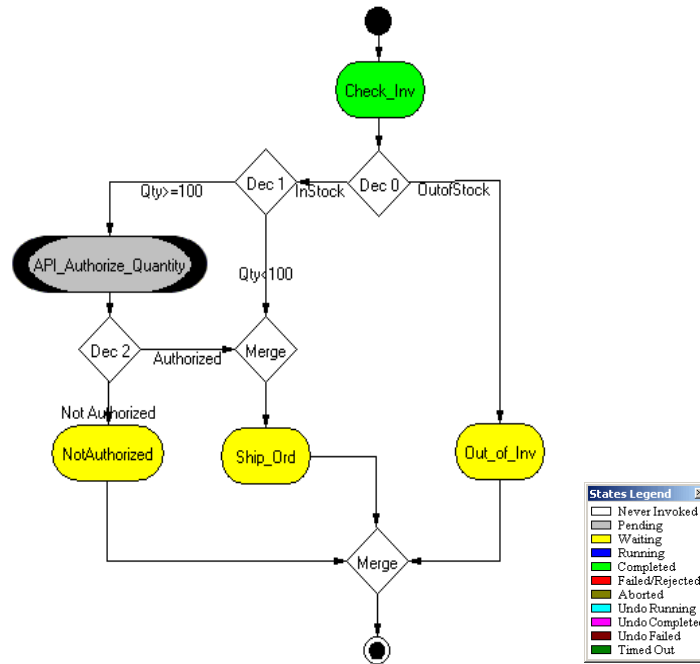 Check_Inv
Dec 0
Dec 1
InStock
OutofStock
Qty>=100
API_Authorize_Quantity
Qty<100
Dec 2
Authorized
Merge
Not Authorized
NotAuthorized
Ship_Ord
Out_of_Inv
Merge
States Legend
Never Invoked
Pending
Waiting
Running
Completed
Failed/Rejected
Aborted
Undo Running
Undo Complete
Undo Failed
Timed Out